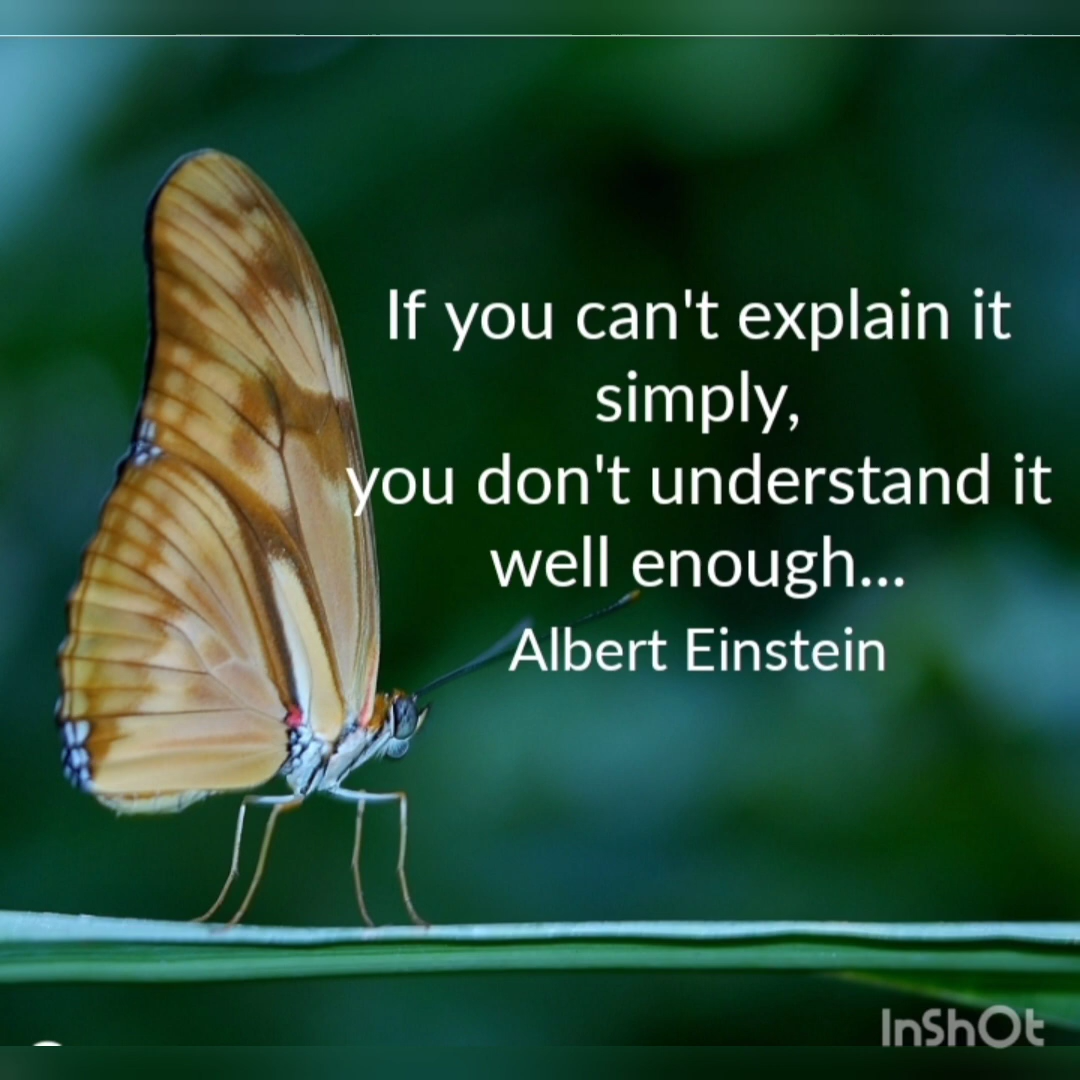 If you can't explain it
simply,
you don't understand it
well enough...
Albert Einstein
InShOt